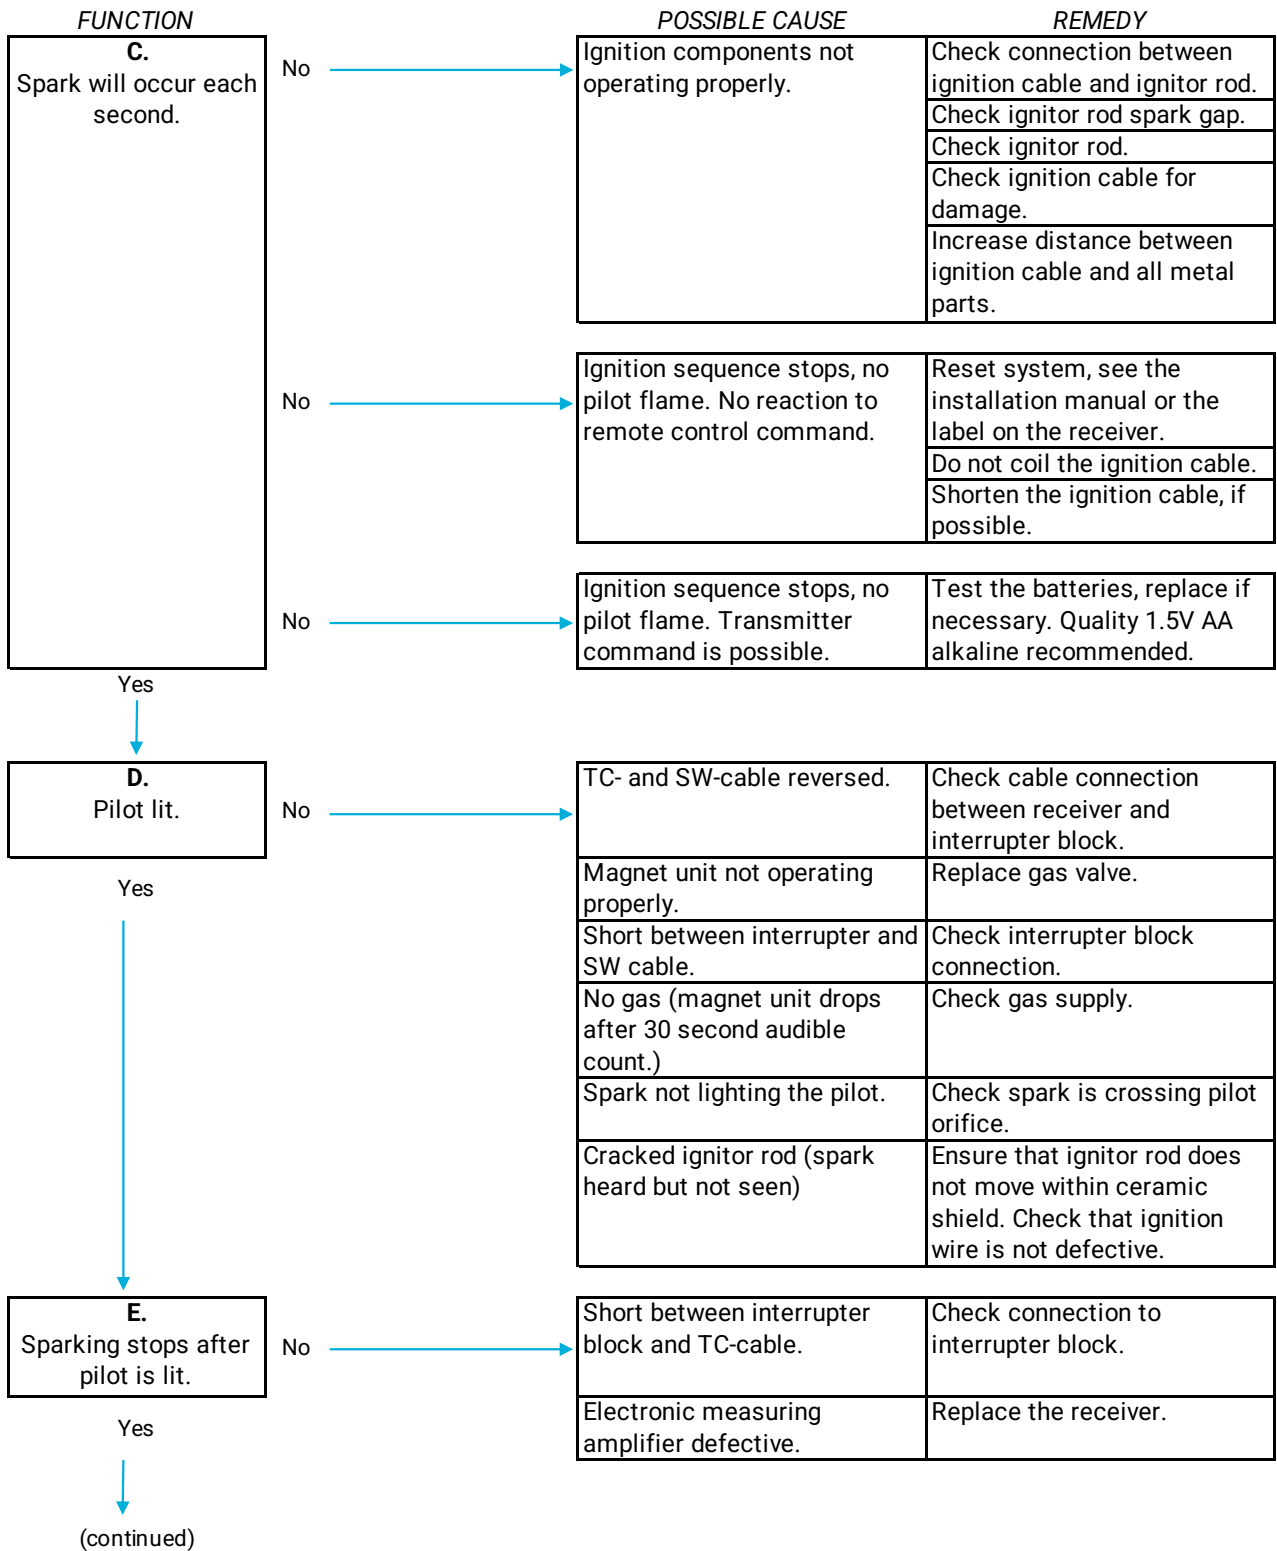 FUNCTION
POSSIBLE CAUSE
REMEDY
C.
Spark will occur each
second.
No
Ignition components not
operating properly.
Check connection between
ignition cable and ignitor rod.
Check ignitor rod spark gap.
Check ignitor rod.
Check ignition cable for
damage.
Increase distance between
ignition cable and all metal
parts.
No
Ignition sequence stops, no
pilot flame. No reaction to
remote control command.
Reset system, see the
installation manual or the
label on the receiver.
Do not coil the ignition cable.
Shorten the ignition cable, if
possible.
No
Ignition sequence stops, no
pilot flame. Transmitter
command is possible.
Test the batteries, replace if
necessary. Quality 1.5V AA
alkaline recommended.
Yes
D.
Pilot lit.
No
TC- and SW-cable reversed.
Check cable connection
between receiver and
interrupter block.
Magnet unit not operating
properly.
Replace gas valve.
Short between interrupter and
SW cable.
Check interrupter block
connection.
No gas (magnet unit drops
after 30 second audible
count.)
Check gas supply.
Spark not lighting the pilot.
Check spark is crossing pilot
orifice.
Cracked ignitor rod (spark
heard but not seen)
Ensure that ignitor rod does
not move within ceramic
shield. Check that ignition
wire is not defective.
Yes
E.
Sparking stops after
pilot is lit.
No
Short between interrupter
block and TC-cable.
Check connection to
interrupter block.
Electronic measuring
amplifier defective.
Replace the receiver.
Yes
(continued)